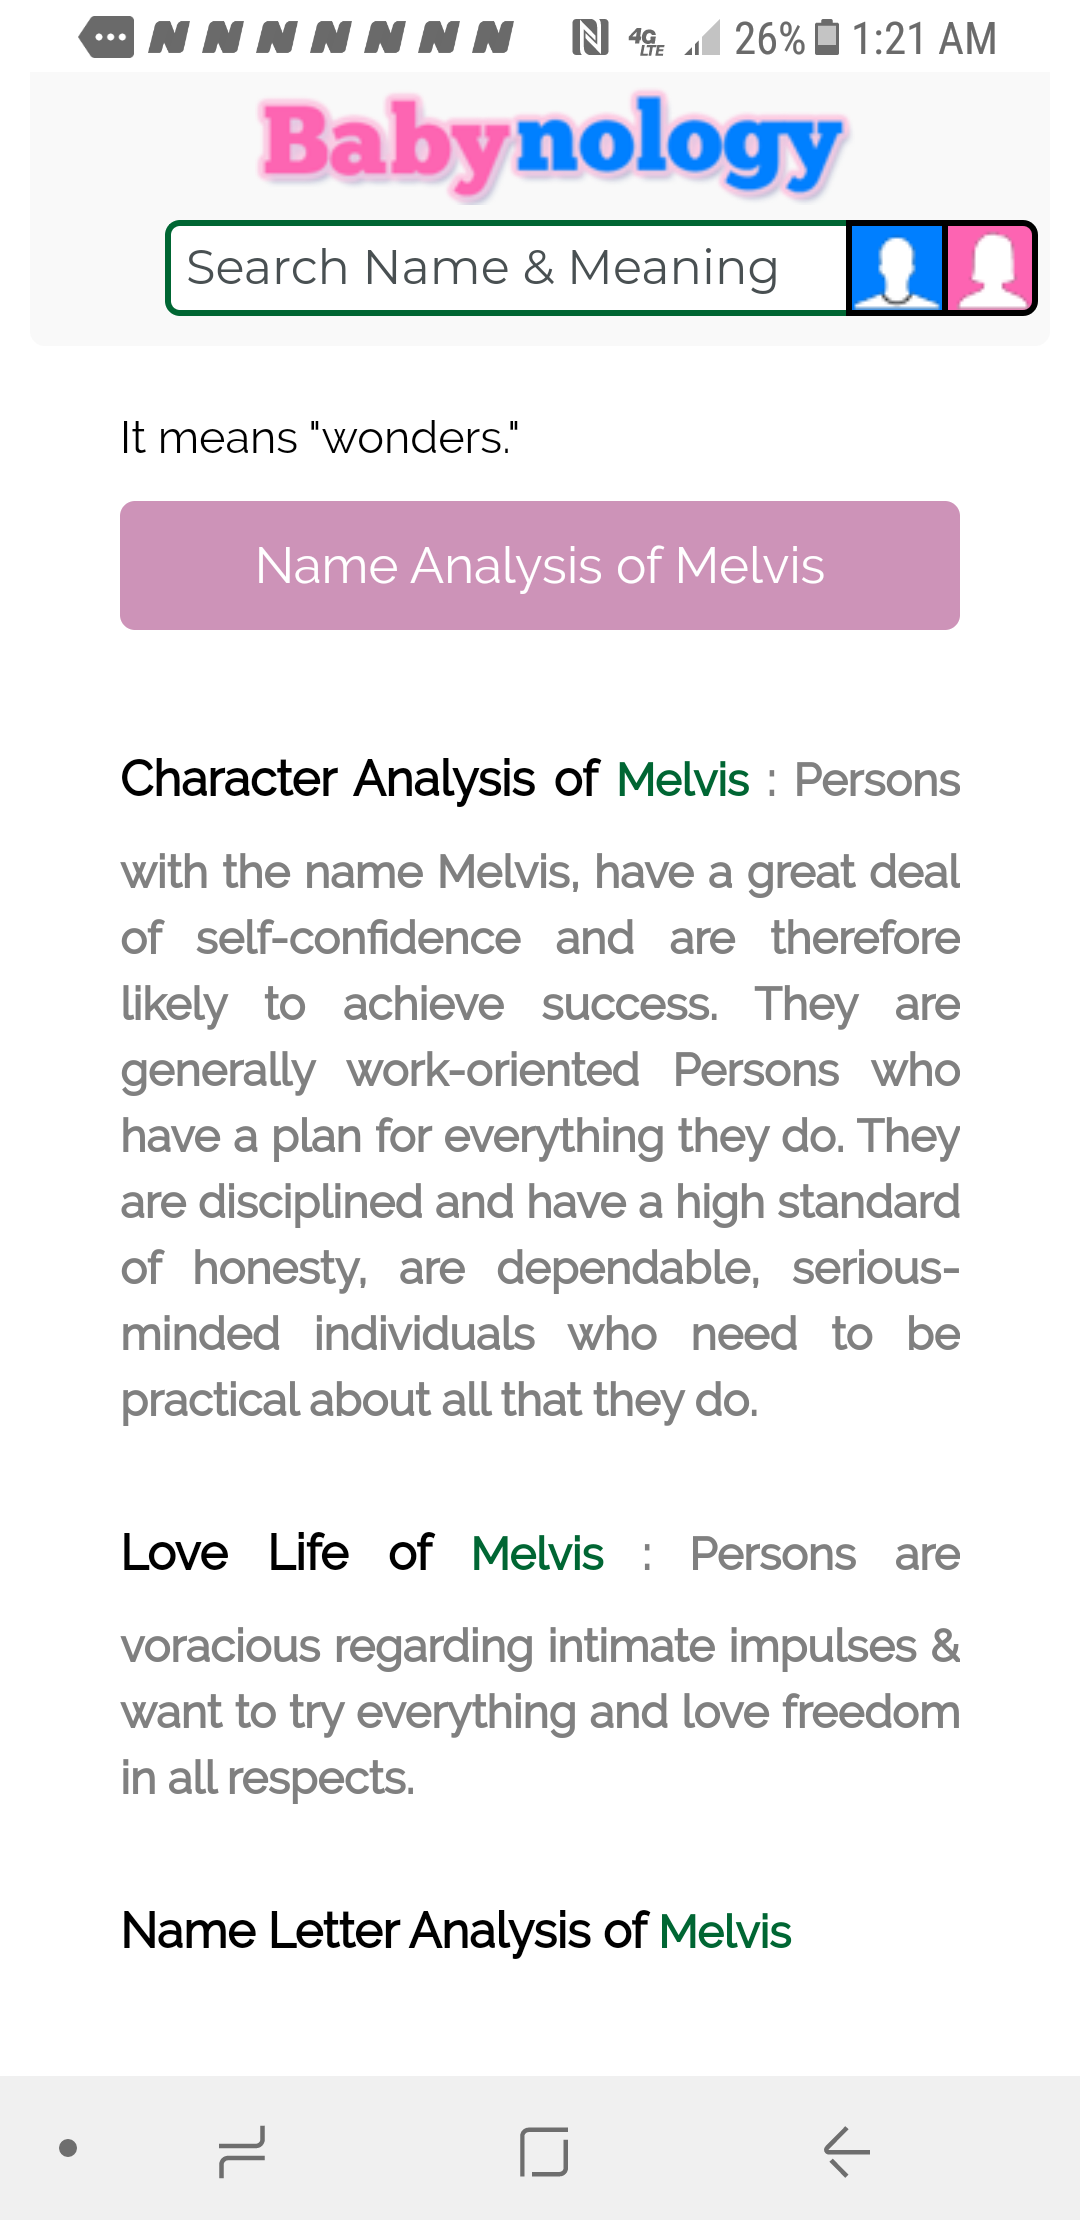 N N N N N N N N 4G LTE 26% 1:21 AM
Babynology
Search Name & Meaning
It means "wonders."
Name Analysis of Melvis
Character Analysis of Melvis : Persons
with the name Melvis, have a great deal
of self-confidence and are therefore
likely to achieve success. They are
generally work-oriented Persons who
have a plan for everything they do. They
are disciplined and have a high standard
of honesty, are dependable, serious-
minded individuals who need to be
practical about all that they do.
Love Life of Melvis : Persons are
voracious regarding intimate impulses &
want to try everything and love freedom
in all respects.
Name Letter Analysis of Melvis